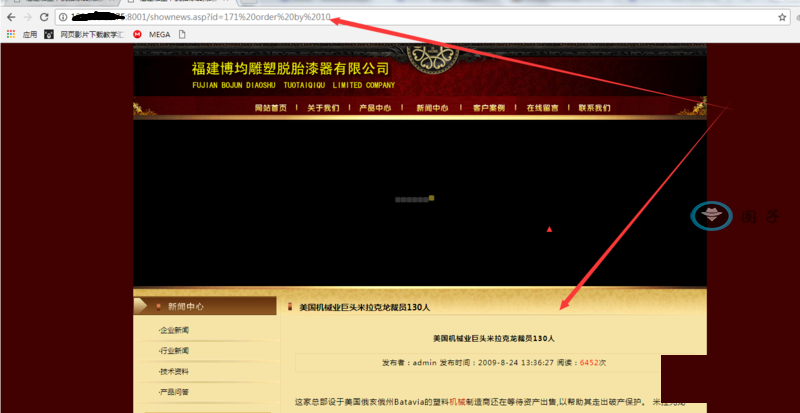 :8001/shownews.asp?id=171%20order%20by%2010
应用
网页影片下载教学汇
MEGA
福建博均雕塑脱胎漆器有限公司
FUJIAN BOJUN DIAOSHU TUOTAIQIQU LIMITED COMPANY
网站首页 | 关于我们 | 产品中心 | 新闻中心 | 客户案例 | 在线留言 | 联系我们
新闻中心
·企业新闻
·行业新闻
·技术资料
·产品问答
美国机械业巨头米拉克龙裁员130人
美国机械业巨头米拉克龙裁员130人
发布者：admin 发布时间：2009-8-24 13:36:27 阅读：6452次
这家总部设于美国俄亥俄州Batavia的塑料机械制造商还在等待资产出售,以帮助其走出破产保护。 米拉克龙